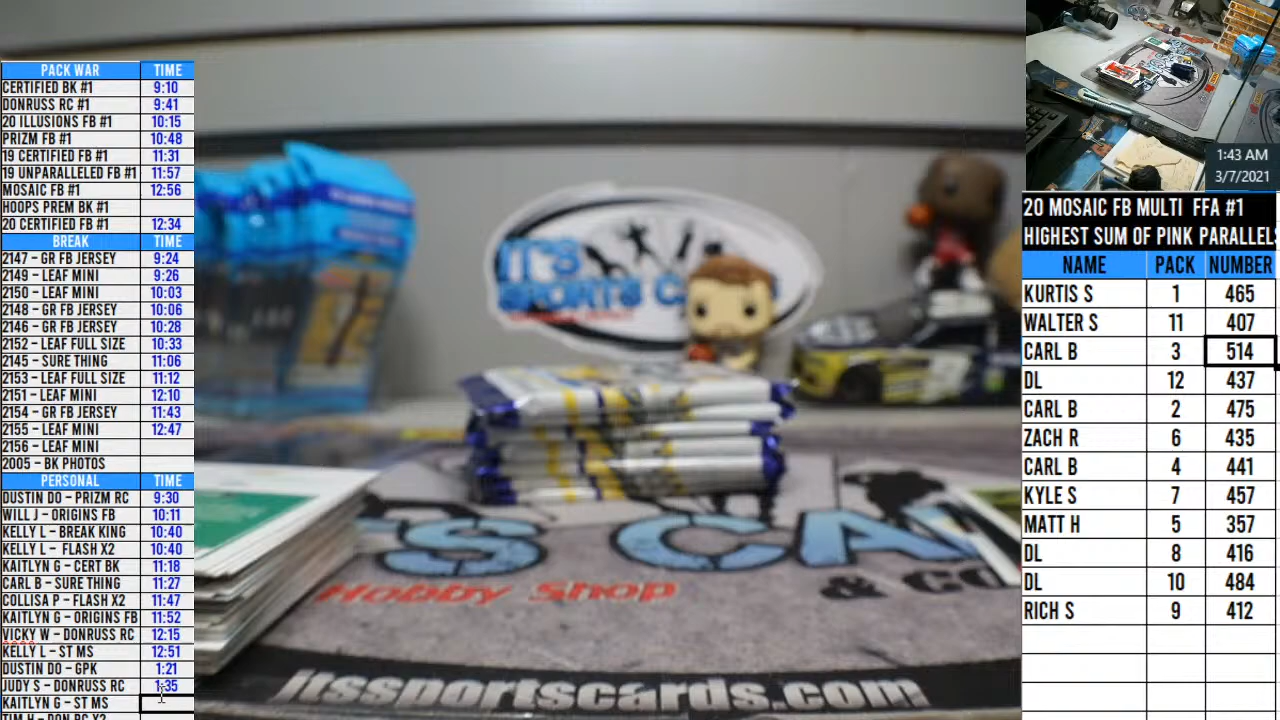 PACK WAR TIME
CERTIFIED BK #1 9:10
DONRUSS RC #1 9:41
20 ILLUSIONS FB #1 10:15
PRIZM FB #1 10:48
19 CERTIFIED FB #1 11:31
19 UNPARALLELED FB #1 11:57
MOSAIC FB #1 12:56
HOOPS PREM BK #1
20 CERTIFIED FB #1 12:34
BREAK TIME
2147 - GR FB JERSEY 9:24
2149 - LEAF MINI 9:26
2150 - LEAF MINI 10:03
2148 - GR FB JERSEY 10:06
2146 - GR FB JERSEY 10:28
2152 - LEAF FULL SIZE 10:33
2145 - SURE THING 11:06
2153 - LEAF FULL SIZE 11:12
2151 - LEAF MINI 12:10
2154 - GR FB JERSEY 11:43
2155 - LEAF MINI 12:47
2156 - LEAF MINI
2005 - BK PHOTOS
PERSONAL TIME
DUSTIN DO - PRIZM RC 9:30
WILL J - ORIGINS FB 10:11
KELLY L - BREAK KING 10:40
KELLY L - FLASH X2 10:40
KAITLYN G - CERT BK 11:18
CARL B - SURE THING 11:27
COLLISA P - FLASH X2 11:47
KAITLYN G - ORIGINS FB 11:52
VICKY W - DONRUSS RC 12:15
KELLY L - ST MS 12:51
DUSTIN DO - GPK 1:21
JUDY S - DONRUSS RC 1:35
KAITLYN G - ST MS
TIM H - DON RC X2
IT'S
SPORTS C
'S CA
& CO
Hobby Shop
jtssportscards.com
1:43 AM
3/7/2021
20 MOSAIC FB MULTI FFA #1
HIGHEST SUM OF PINK PARALLELS
NAME PACK NUMBER
KURTIS S 1 465
WALTER S 11 407
CARL B 3 514
DL 12 437
CARL B 2 475
ZACH R 6 435
CARL B 4 441
KYLE S 7 457
MATT H 5 357
DL 8 416
DL 10 484
RICH S 9 412